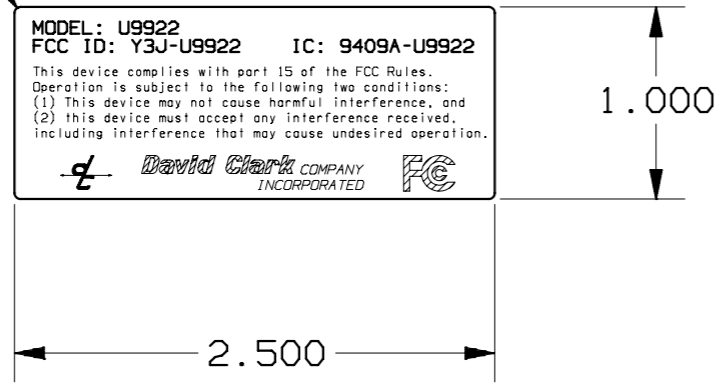 MODEL: U9922
FCC ID: Y3J-U9922 IC: 9409A-U9922
This device complies with part 15 of the FCC Rules.
Operation is subject to the following two conditions:
(1) This device may not cause harmful interference, and
(2) this device must accept any interference received,
including interference that may cause undesired operation.
dc David Clark COMPANY
INCORPORATED
FC
1.000
2.500